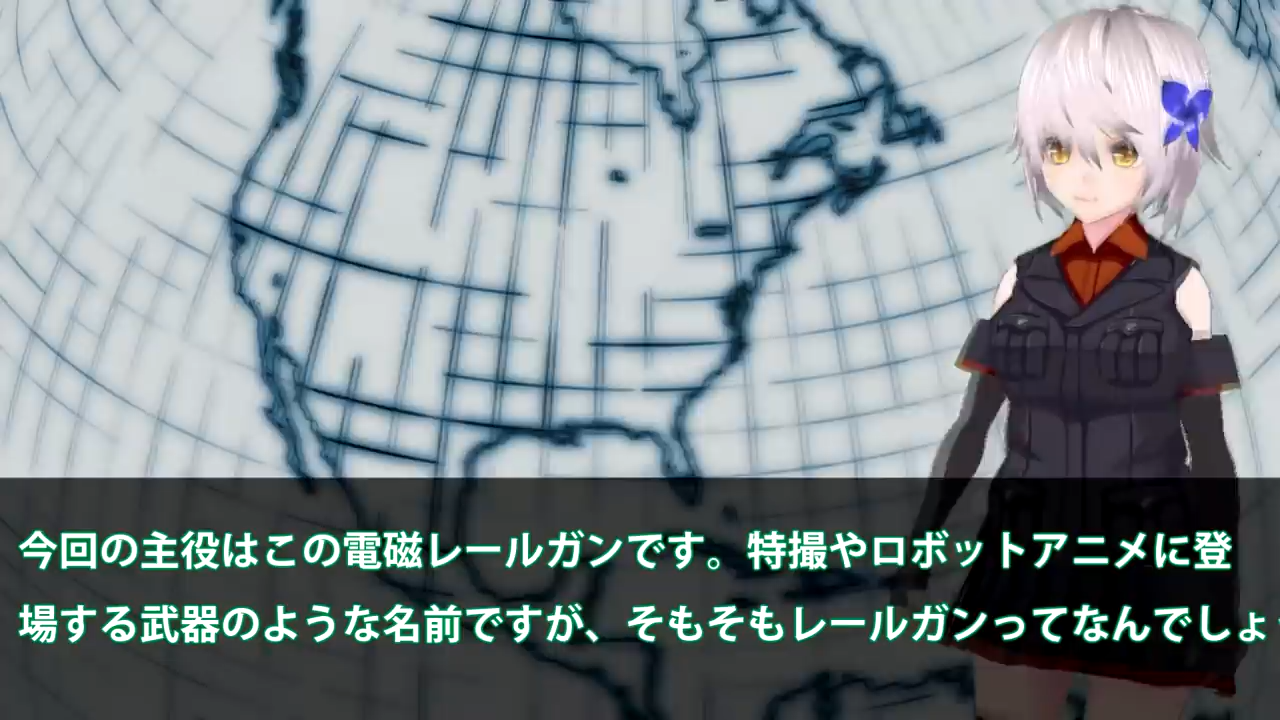 今回の主役はこの電磁レールガンです。特撮やロボットアニメに登
場する武器のような名前ですが、そもそもレールガンってなんでしょ